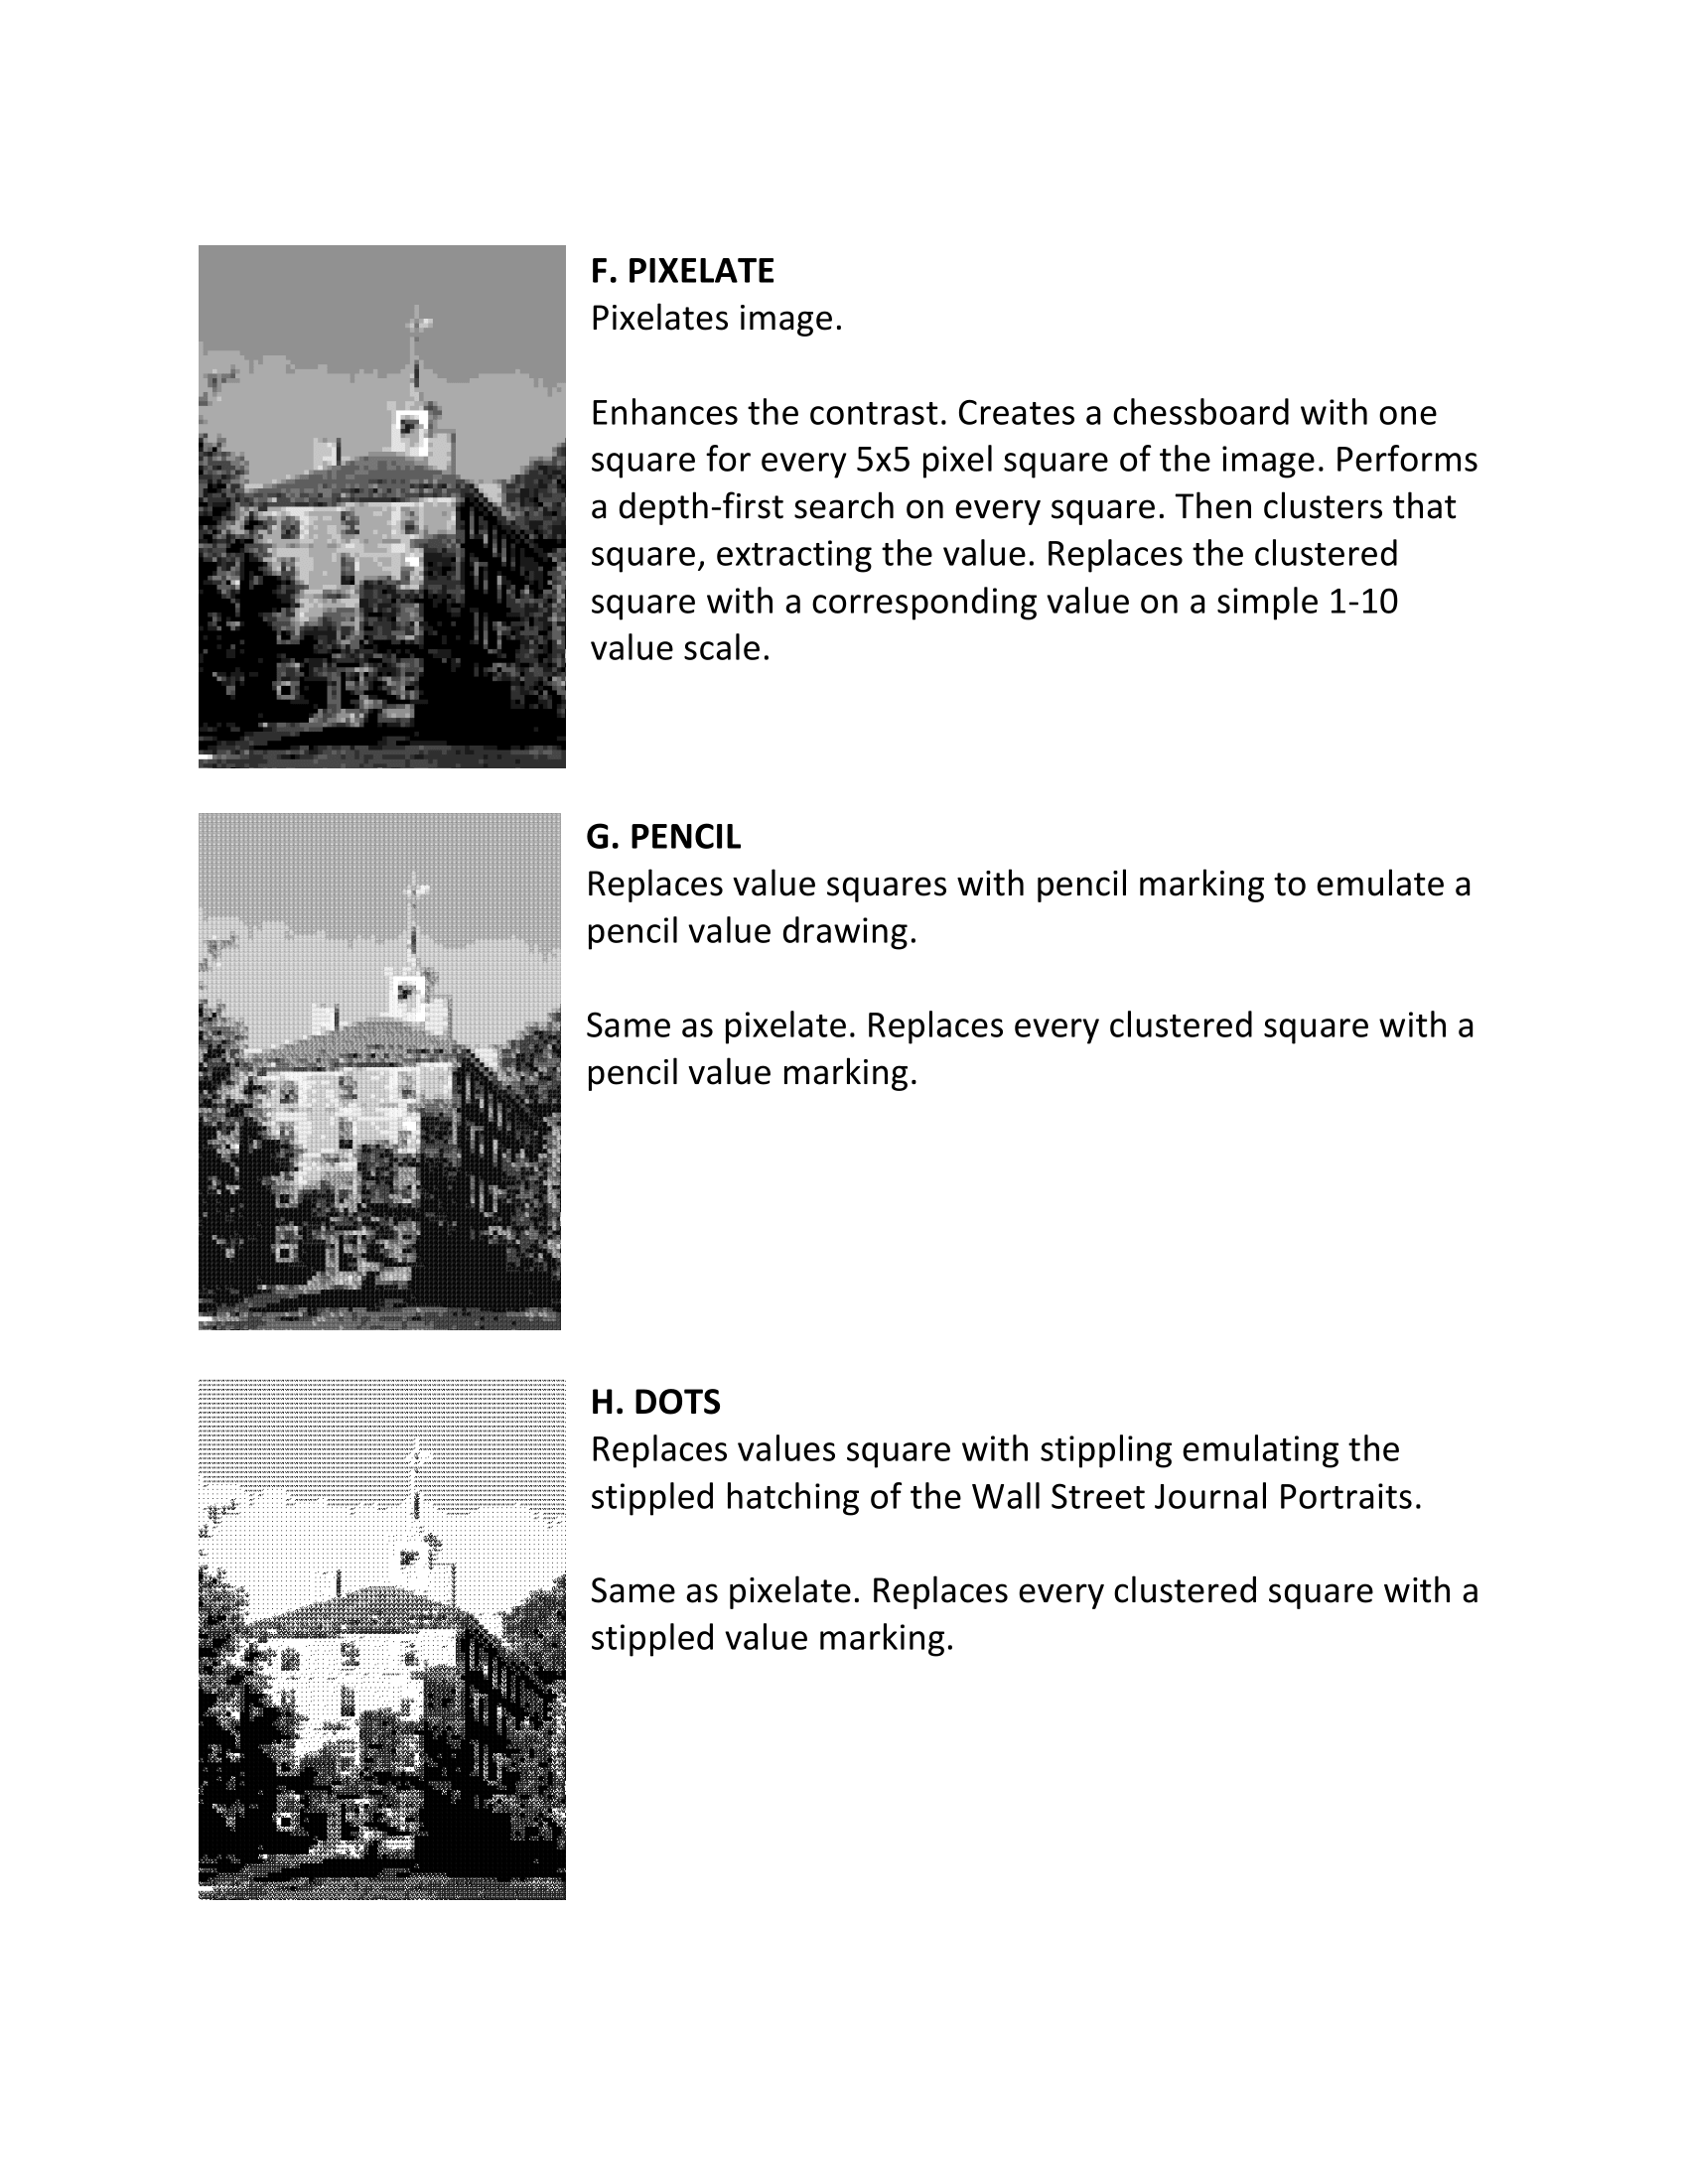 F. PIXELATE
Pixelates image.
Enhances the contrast. Creates a chessboard with one
square for every 5x5 pixel square of the image. Performs
a depth-first search on every square. Then clusters that
square, extracting the value. Replaces the clustered
square with a corresponding value on a simple 1-10
value scale.
G. PENCIL
Replaces value squares with pencil marking to emulate a
pencil value drawing.
Same as pixelate. Replaces every clustered square with a
pencil value marking.
H. DOTS
Replaces values square with stippling emulating the
stippled hatching of the Wall Street Journal Portraits.
Same as pixelate. Replaces every clustered square with a
stippled value marking.